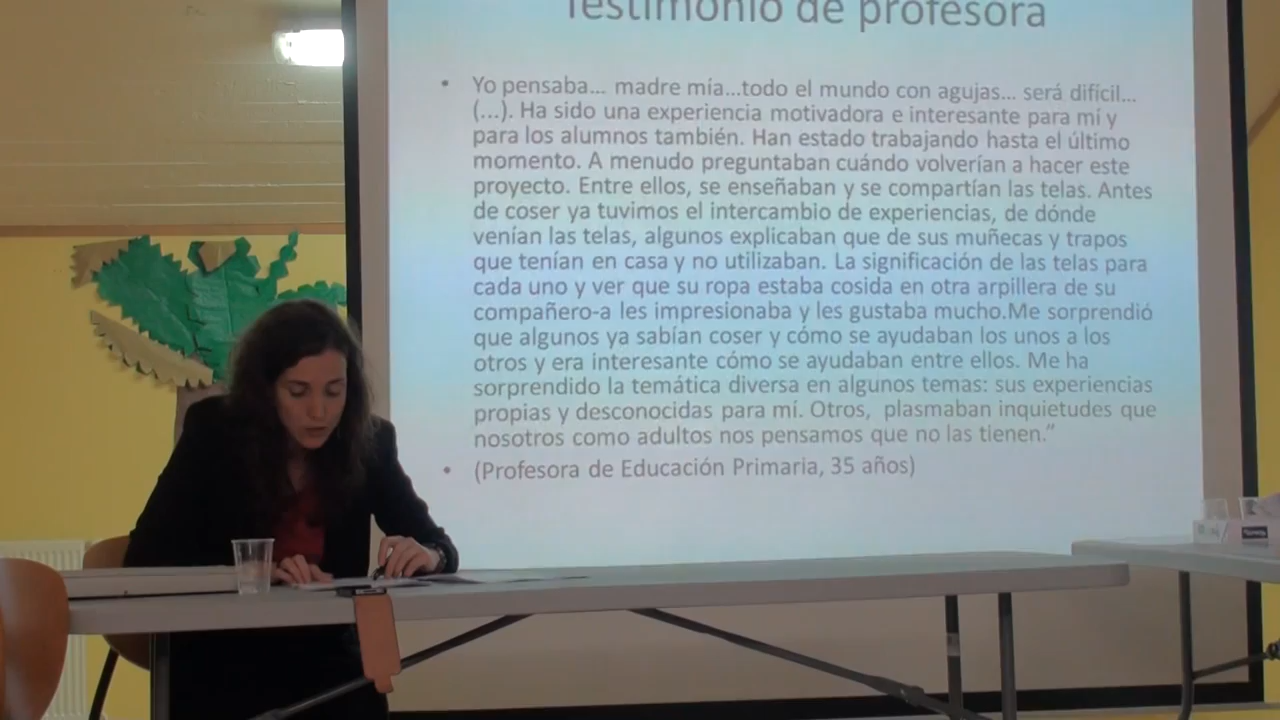 Testimonio de profesora
• Yo pensaba... madre mía...todo el mundo con agujas... será difícil...
(...). Ha sido una experiencia motivadora e interesante para mí y
para los alumnos también. Han estado trabajando hasta el último
momento. A menudo preguntaban cuándo volverían a hacer este
proyecto. Entre ellos, se enseñaban y se compartían las telas. Antes
de coser ya tuvimos el intercambio de experiencias, de dónde
venían las telas, algunos explicaban que de sus muñecas y trapos
que tenían en casa y no utilizaban. La significación de las telas para
cada uno y ver que su ropa estaba cosida en otra arpillera de su
compañero-a les impresionaba y les gustaba mucho.Me sorprendió
que algunos ya sabían coser y cómo se ayudaban los unos a los
otros y era interesante cómo se ayudaban entre ellos. Me ha
sorprendido la temática diversa en algunos temas: sus experiencias
propias y desconocidas para mí. Otros, plasmaban inquietudes que
nosotros como adultos nos pensamos que no las tienen.”
• (Profesora de Educación Primaria, 35 años)